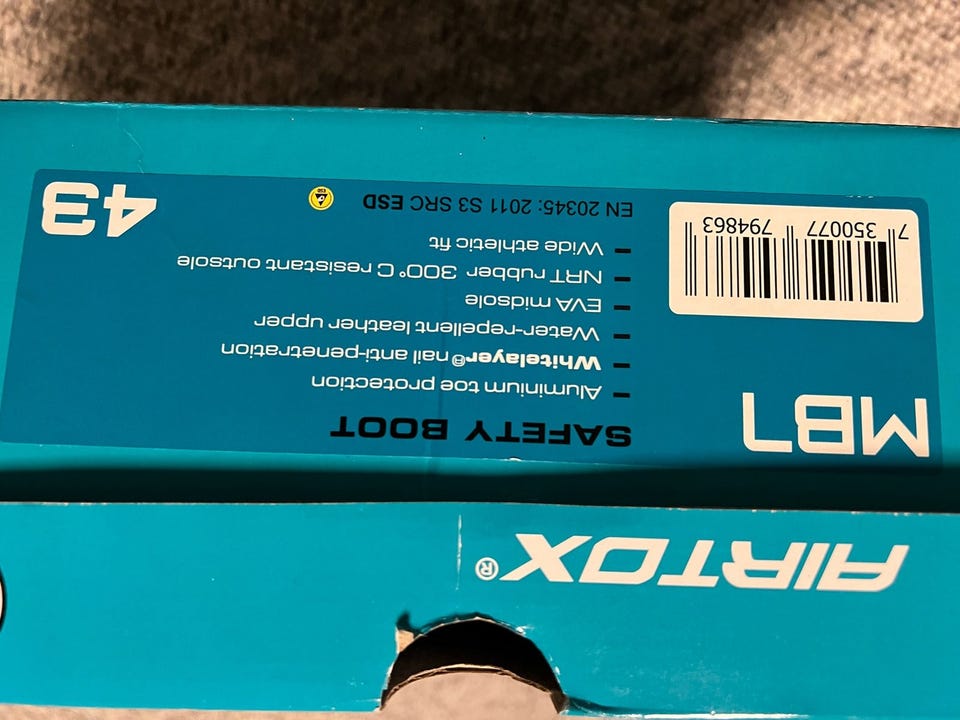 AIRTOX®
MB1
SAFETY BOOT
– Aluminium toe protection
– Whitelayer® nail anti-penetration
– Water-repellent leather upper
– EVA midsole
– NRT rubber 300°C resistant outsole
– Wide athletic fit
EN 20345: 2011 S3 SRC ESD
ESD
7 350077 794863
43